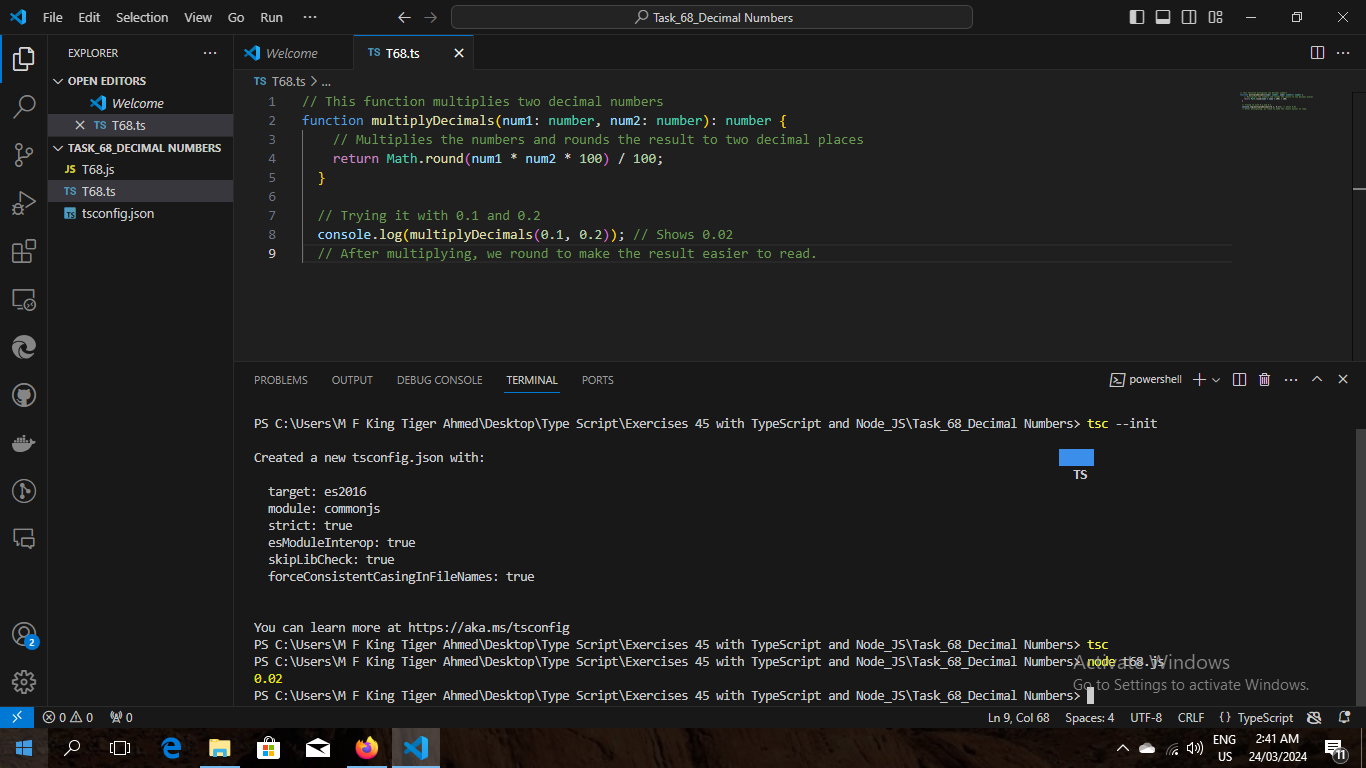 File Edit Selection View Go Run ··· Task_68_Decimal Numbers
EXPLORER ···
OPEN EDITORS
Welcome
TS T68.ts
TASK_68_DECIMAL NUMBERS
JS T68.js
TS T68.ts
TS tsconfig.json
2
Welcome TS T68.ts ···
TS T68.ts > ...
1 // This function multiplies two decimal numbers
2 function multiplyDecimals(num1: number, num2: number): number {
3 // Multiplies the numbers and rounds the result to two decimal places
4 return Math.round(num1 * num2 * 100) / 100;
5 }
6
7 // Trying it with 0.1 and 0.2
8 console.log(multiplyDecimals(0.1, 0.2)); // Shows 0.02
9 // After multiplying, we round to make the result easier to read.
PROBLEMS OUTPUT DEBUG CONSOLE TERMINAL PORTS powershell ···
PS C:\Users\M F King Tiger Ahmed\Desktop\Type Script\Exercises 45 with TypeScript and Node_JS\Task_68_Decimal Numbers> tsc --init
Created a new tsconfig.json with:
TS
target: es2016
module: commonjs
strict: true
esModuleInterop: true
skipLibCheck: true
forceConsistentCasingInFileNames: true
You can learn more at https://aka.ms/tsconfig
PS C:\Users\M F King Tiger Ahmed\Desktop\Type Script\Exercises 45 with TypeScript and Node_JS\Task_68_Decimal Numbers> tsc
PS C:\Users\M F King Tiger Ahmed\Desktop\Type Script\Exercises 45 with TypeScript and Node_JS\Task_68_Decimal Numbers> node t68.js
0.02
PS C:\Users\M F King Tiger Ahmed\Desktop\Type Script\Exercises 45 with TypeScript and Node_JS\Task_68_Decimal Numbers>
Activate Windows
Go to Settings to activate Windows.
0 0 0 Ln 9, Col 68 Spaces: 4 UTF-8 CRLF {} TypeScript
ENG 2:41 AM
US 24/03/2024 11